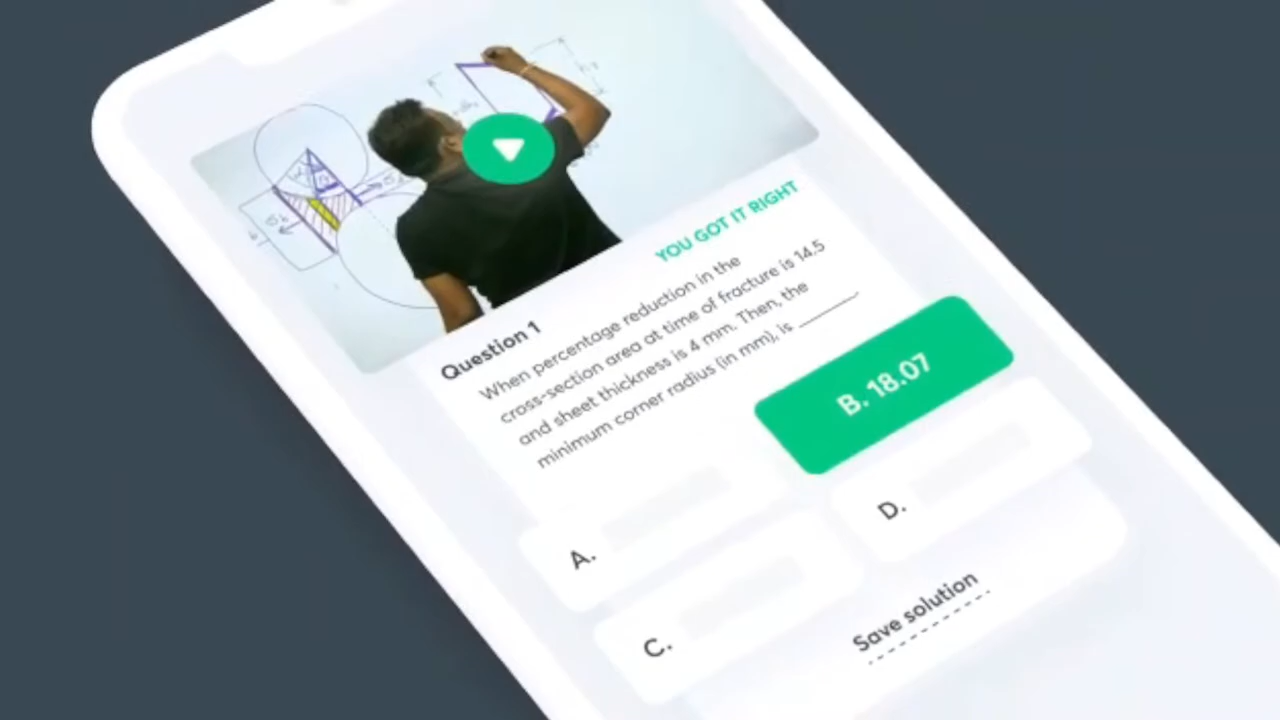 YOU GOT IT RIGHT
Question 1
When percentage reduction in the
cross-section area at time of fracture is 14.5
and sheet thickness is 4 mm. Then, the
minimum corner radius (in mm), is ________.
A.
B. 18.07
C.
D.
Save solution